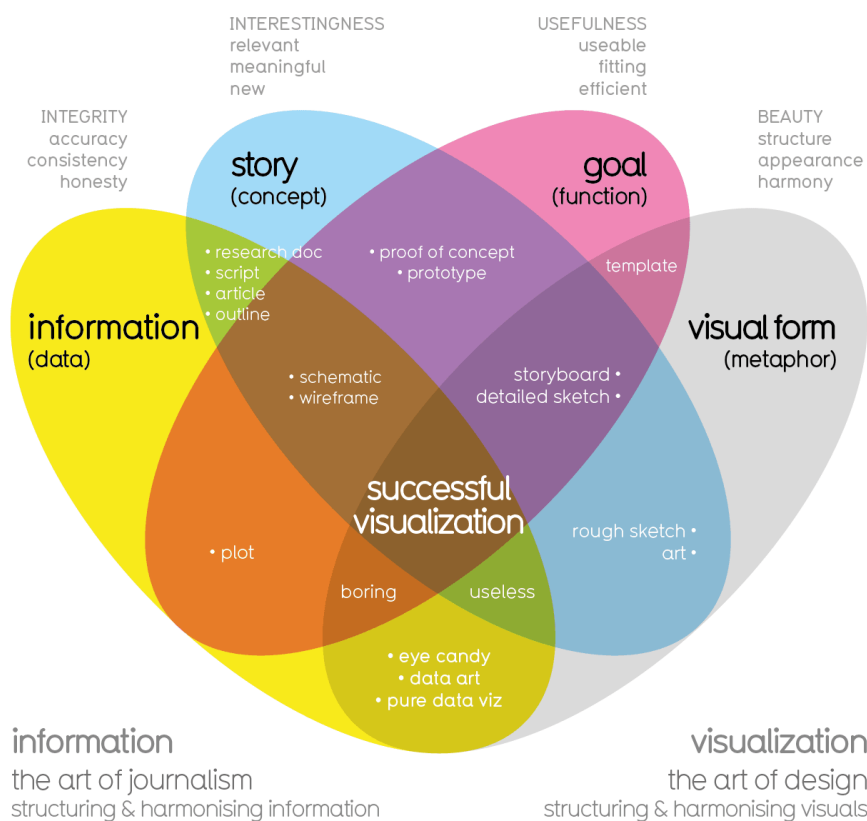 INTERESTINGNESS
relevant
meaningful
new
USEFULNESS
useable
fitting
efficient
INTEGRITY
accuracy
consistency
honesty
BEAUTY
structure
appearance
harmony
story
(concept)
goal
(function)
• research doc
• script
• article
• outline
• proof of concept
• prototype
template
information
(data)
visual form
(metaphor)
• schematic
• wireframe
storyboard •
detailed sketch •
successful
visualization
• plot
rough sketch •
art •
boring
useless
• eye candy
• data art
• pure data viz
information
the art of journalism
structuring & harmonising information
visualization
the art of design
structuring & harmonising visuals